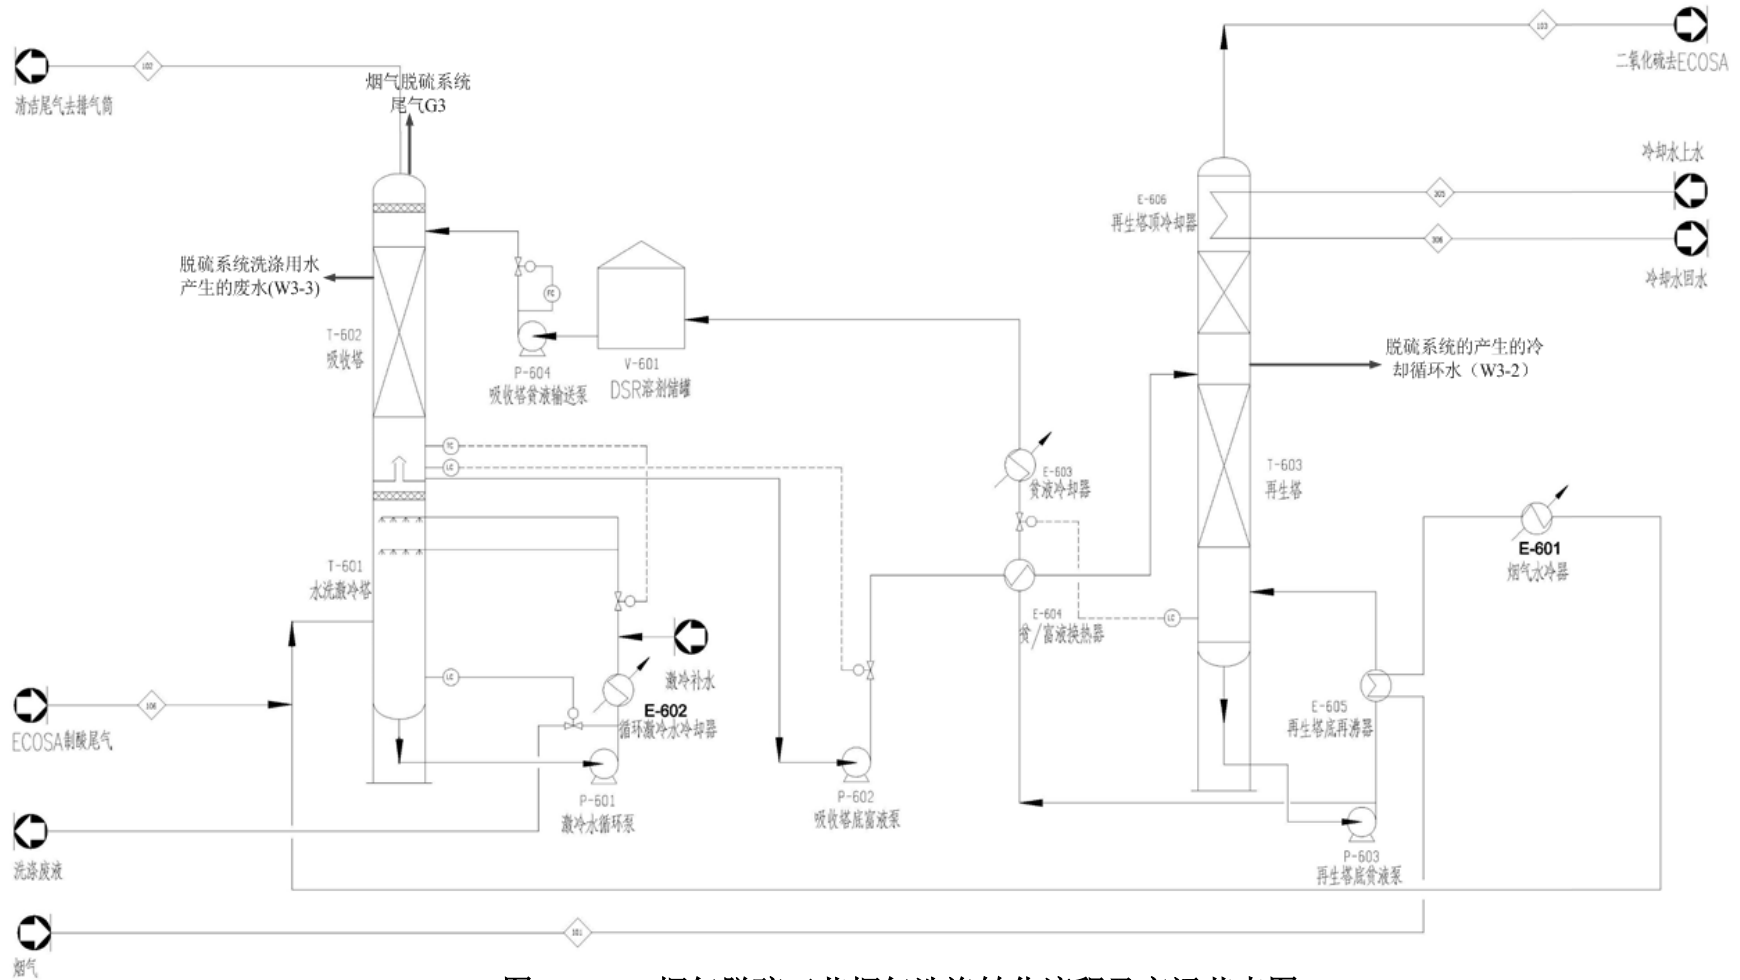 102
清洁尾气去排气筒
烟气脱硫系统
尾气G3
103
二氧化硫去ECOSA
冷却水上水
305
306
冷却水回水
E-606
再生塔顶冷却器
脱硫系统洗涤用水
产生的废水(W3-3)
T-602
吸收塔
FC
P-604
吸收塔贫液输送泵
V-601
DSR溶剂储罐
脱硫系统的产生的冷
却循环水（W3-2）
LC
E-603
贫液冷却器
T-603
再生塔
E-601
烟气水冷器
T-601
水洗激冷塔
E-604
贫/富液换热器
LC
激冷补水
LC
E-602
循环激冷水冷却器
E-605
再生塔底再沸器
106
ECOSA制酸尾气
P-601
激冷水循环泵
P-602
吸收塔底富液泵
P-603
再生塔底贫液泵
洗涤废液
烟气